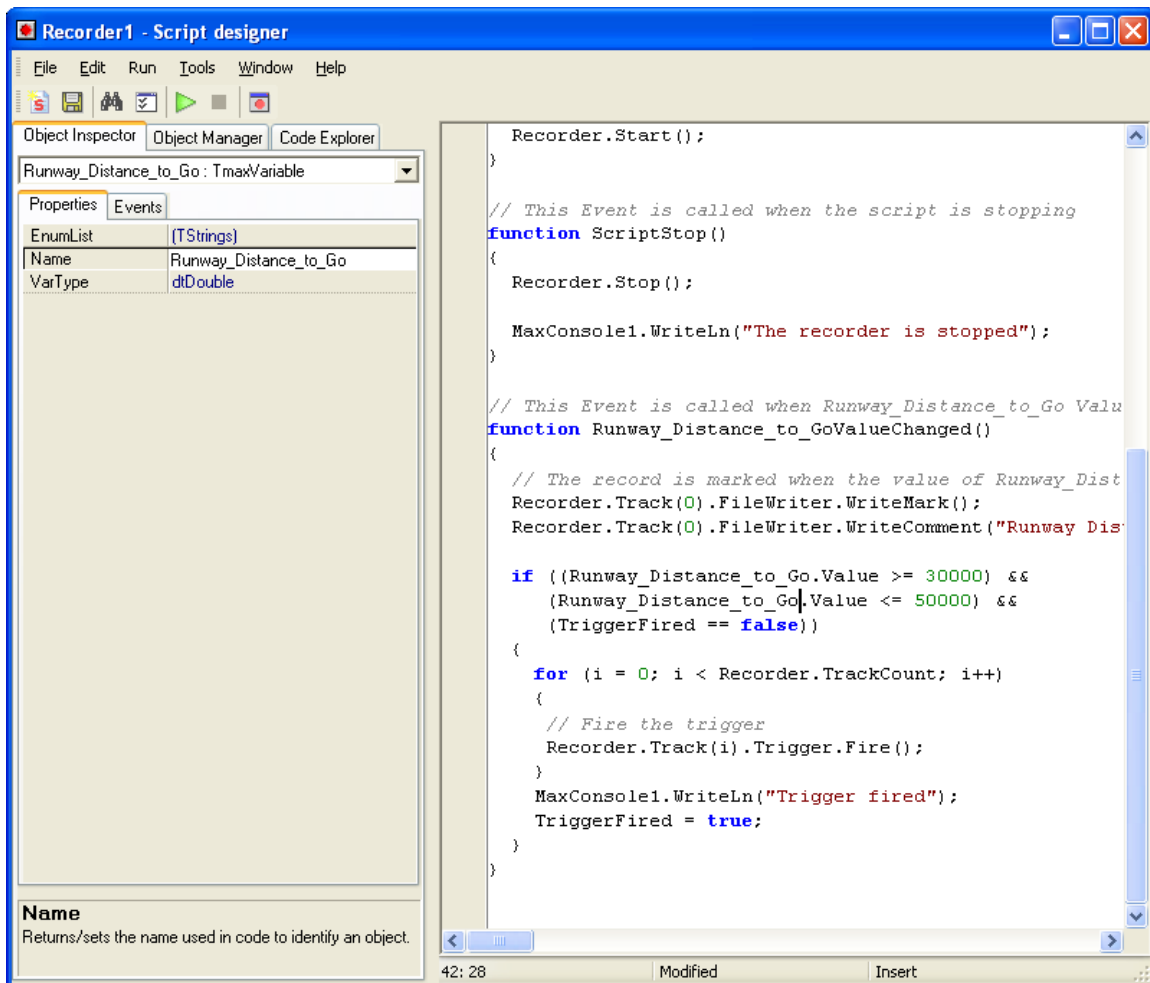 Recorder1 - Script designer
File Edit Run Tools Window Help
Object Inspector Object Manager Code Explorer
Runway_Distance_to_Go : TmaxVariable
Properties Events
EnumList (TStrings)
Name Runway_Distance_to_Go
VarType dtDouble
Name
Returns/sets the name used in code to identify an object.
Recorder.Start();
}
// This Event is called when the script is stopping
function ScriptStop()
{
Recorder.Stop();
MaxConsole1.WriteLn("The recorder is stopped");
}
// This Event is called when Runway_Distance_to_Go Valu
function Runway_Distance_to_GoValueChanged()
{
// The record is marked when the value of Runway_Dist
Recorder.Track(0).FileWriter.WriteMark();
Recorder.Track(0).FileWriter.WriteComment("Runway Dis
if ((Runway_Distance_to_Go.Value >= 30000) &&
(Runway_Distance_to_Go.Value <= 50000) &&
(TriggerFired == false))
{
for (i = 0; i < Recorder.TrackCount; i++)
{
// Fire the trigger
Recorder.Track(i).Trigger.Fire();
}
MaxConsole1.WriteLn("Trigger fired");
TriggerFired = true;
}
}
42: 28 Modified Insert